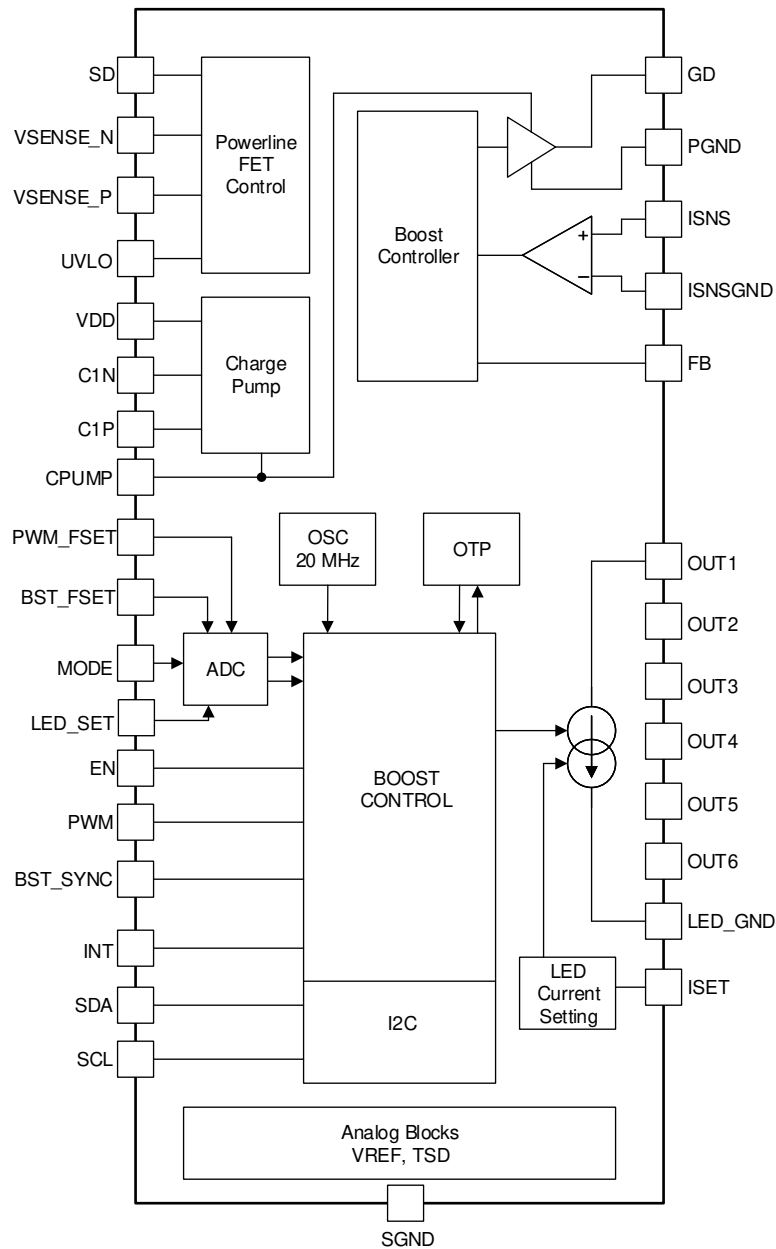 SD
VSENSE_N
VSENSE_P
UVLO
Powerline
FET
Control
VDD
C1N
C1P
CPUMP
Charge
Pump
Boost
Controller
+
−
GD
PGND
ISNS
ISNSGND
FB
PWM_FSET
BST_FSET
MODE
LED_SET
ADC
OSC
20 MHz
OTP
EN
PWM
BST_SYNC
INT
SDA
SCL
BOOST
CONTROL
I2C
OUT1
OUT2
OUT3
OUT4
OUT5
OUT6
LED_GND
ISET
LED
Current
Setting
Analog Blocks
VREF, TSD
SGND